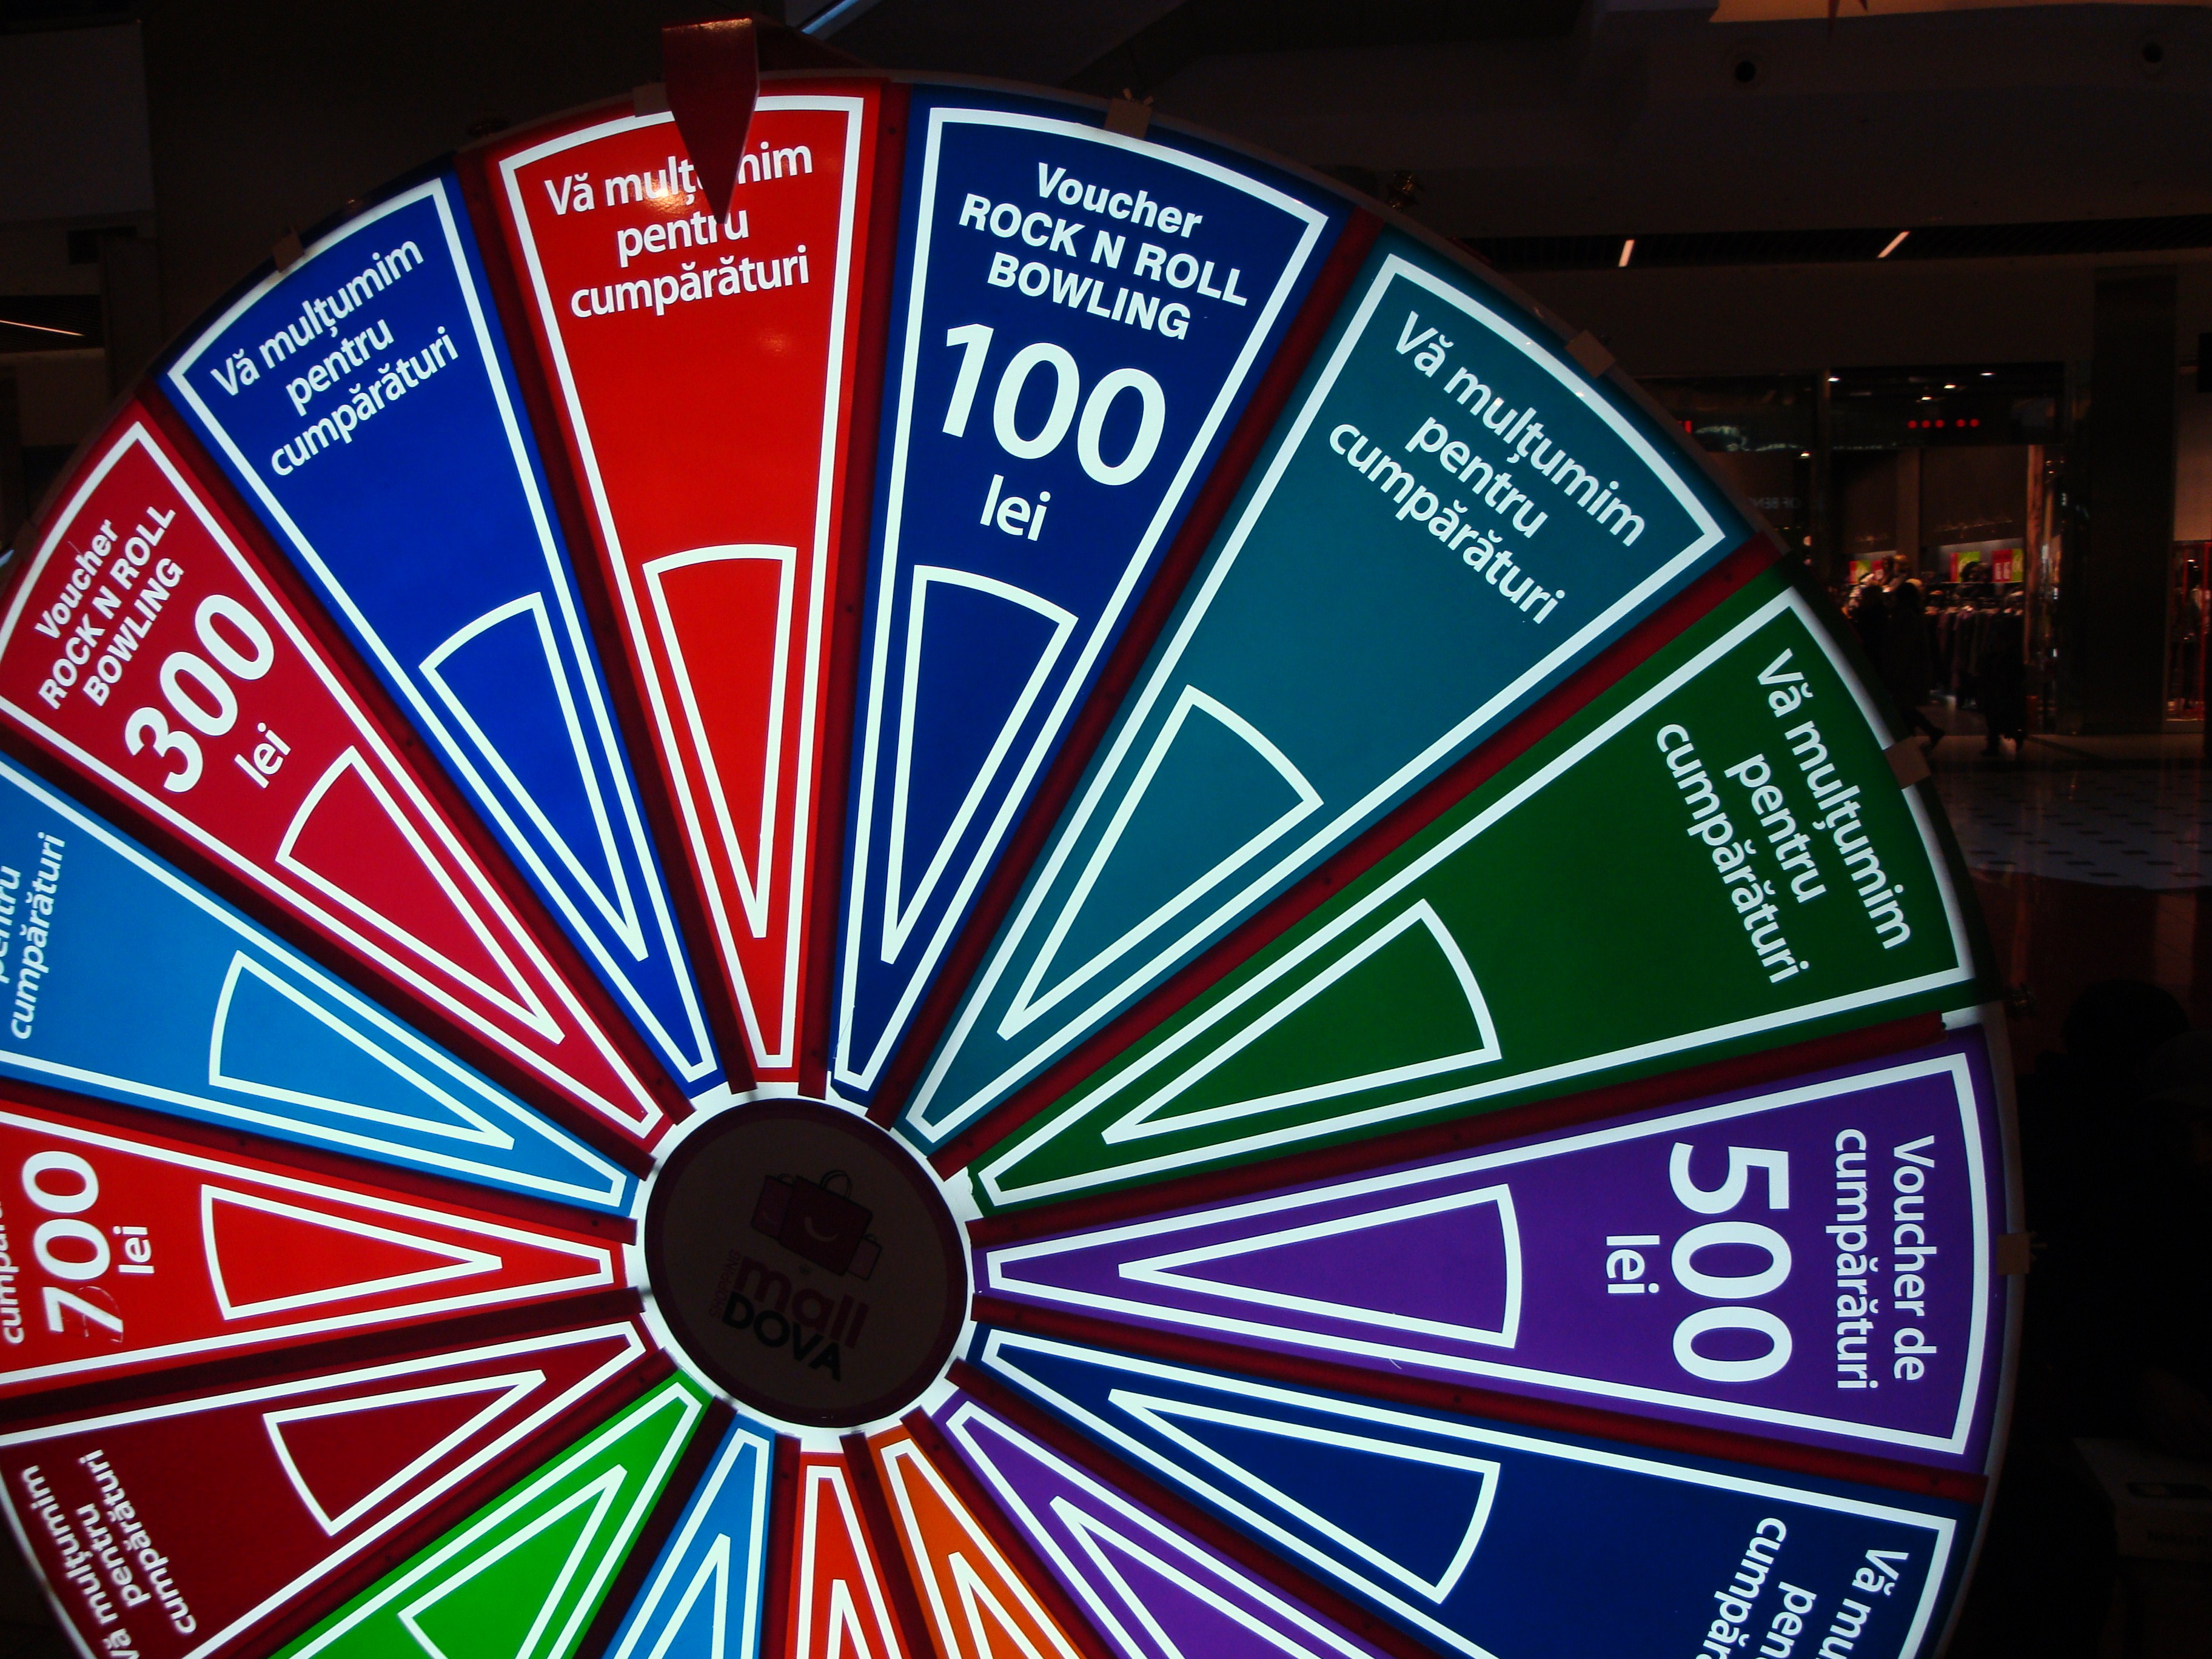 Voucher
ROCK N ROLL
BOWLING
300
lei
Vă mulțumim
pentru
cumpărături
Vă
pentru
cumpărături
Voucher
ROCK N ROLL
BOWLING
100
lei
Vă mulțumim
pentru
cumpărături
Vă mulțumim
pentru
cumpărături
Voucher de
cumpărături
500
lei
Vă
cumpărături
700
lei
mulțumim
pentru
cumpărături
SHOPPING
mall
DOVA